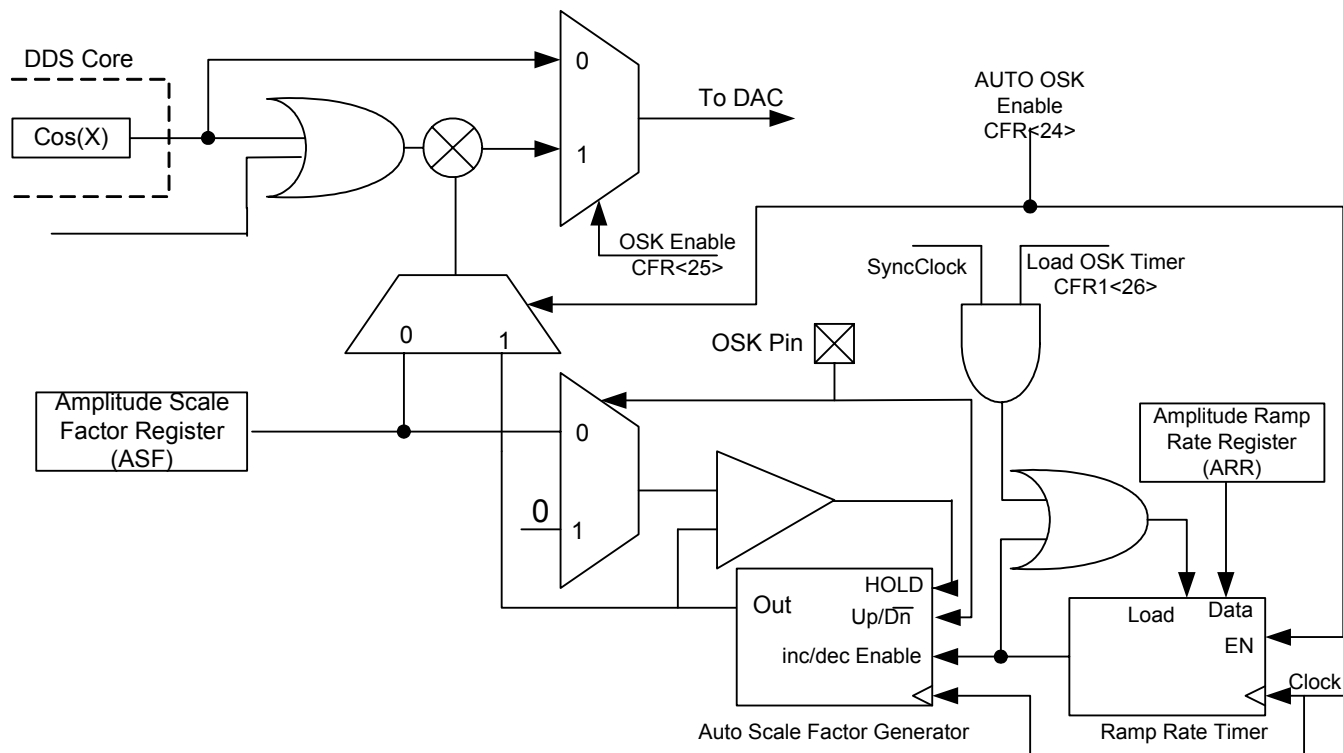 DDS Core
Cos(X)
0
1
To DAC
AUTO OSK
Enable
CFR<24>
OSK Enable
CFR<25>
SyncClock
Load OSK Timer
CFR1<26>
0
1
OSK Pin
Amplitude Scale
Factor Register
(ASF)
0
0
1
Amplitude Ramp
Rate Register
(ARR)
Out
HOLD
Up/Dn
inc/dec Enable
Load
Data
EN
Clock
Auto Scale Factor Generator
Ramp Rate Timer